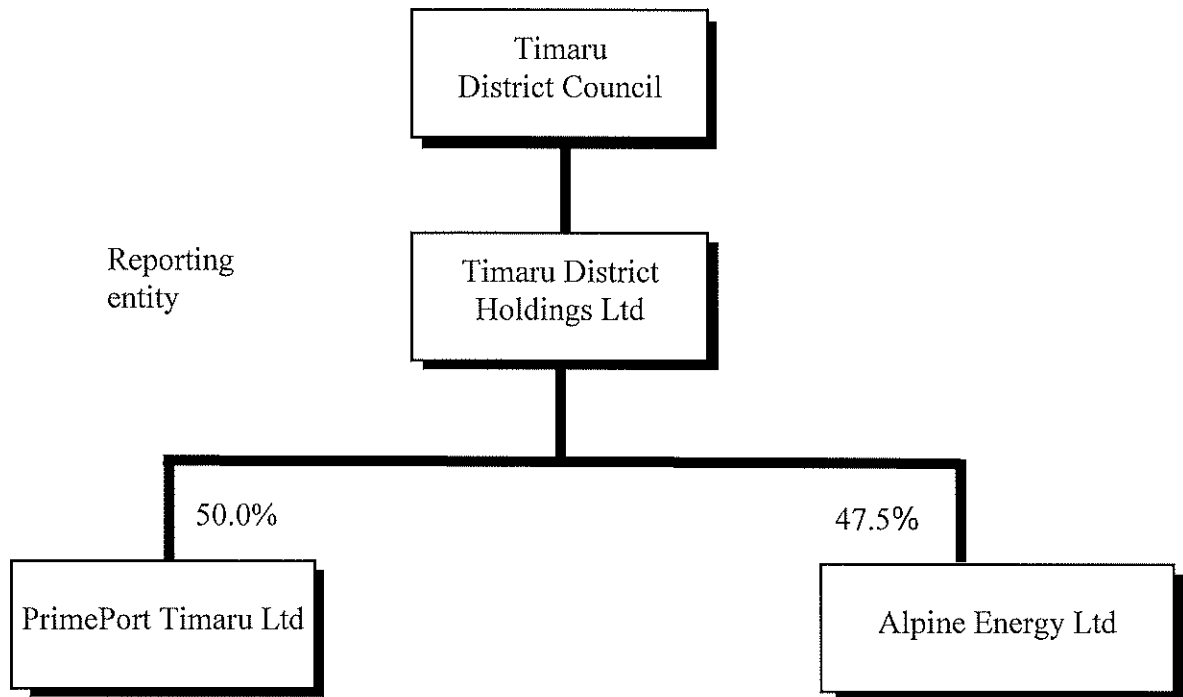 Timaru
District Council
Reporting
entity
Timaru District
Holdings Ltd
50.0%
47.5%
PrimePort Timaru Ltd
Alpine Energy Ltd